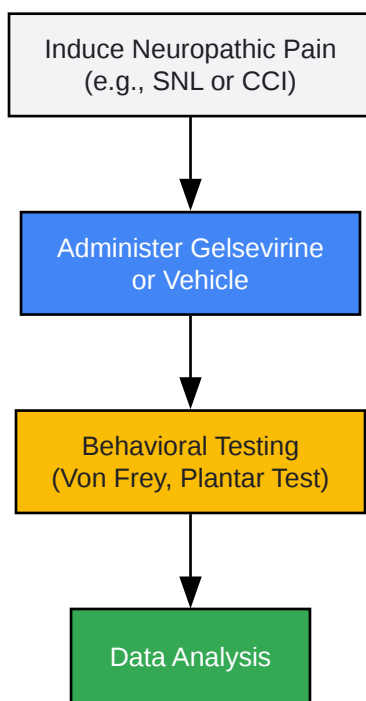 Induce Neuropathic Pain
(e.g., SNL or CCI)
Administer Gelsevirine
or Vehicle
Behavioral Testing
(Von Frey, Plantar Test)
Data Analysis